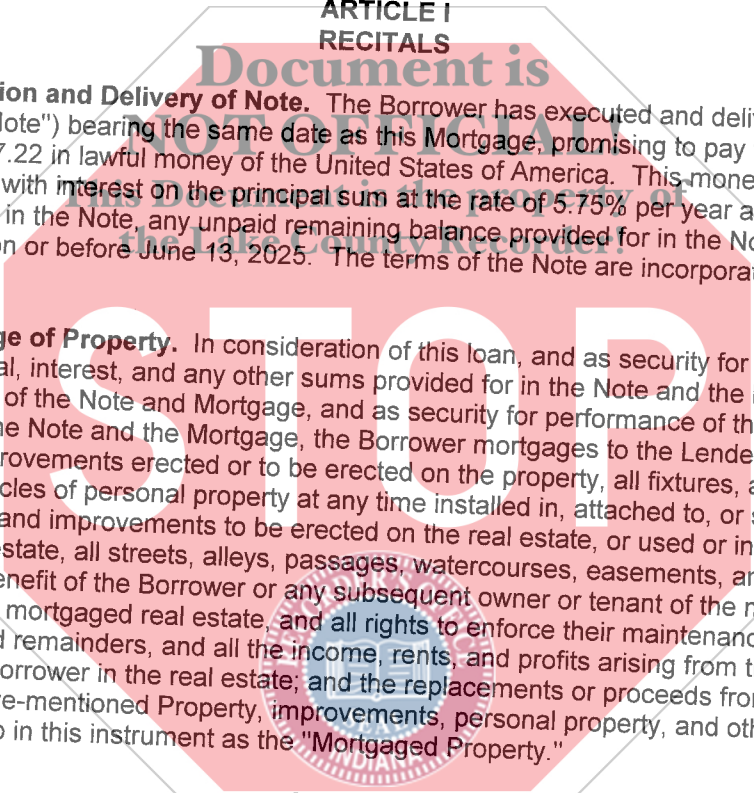 ARTICLE I
RECITALS
Document is
NOT OFFICIAL!
This Document is the property of
the Lake County Recorder!
ion and Delivery of Note. The Borrower has executed and deli
lote") bearing the same date as this Mortgage, promising to pay
7.22 in lawful money of the United States of America. This mone
with interest on the principal sum at the rate of 5.75% per year a
in the Note, any unpaid remaining balance provided for in the No
on or before June 13, 2025. The terms of the Note are incorporat
STOP
ge of Property. In consideration of this loan, and as security for
al, interest, and any other sums provided for in the Note and the
of the Note and Mortgage, and as security for performance of th
he Note and the Mortgage, the Borrower mortgages to the Lende
rovements erected or to be erected on the property, all fixtures, a
cles of personal property at any time installed in, attached to, or
and improvements to be erected on the real estate, or used or in
estate, all streets, alleys, passages, watercourses, easements, an
enefit of the Borrower or any subsequent owner or tenant of the
mortgaged real estate, and all rights to enforce their maintenanc
d remainders, and all the income, rents, and profits arising from t
orrower in the real estate; and the replacements or proceeds from
e-mentioned Property, improvements, personal property, and oth
o in this instrument as the "Mortgaged Property."
RECORDER'S OFFICE
INDIANA